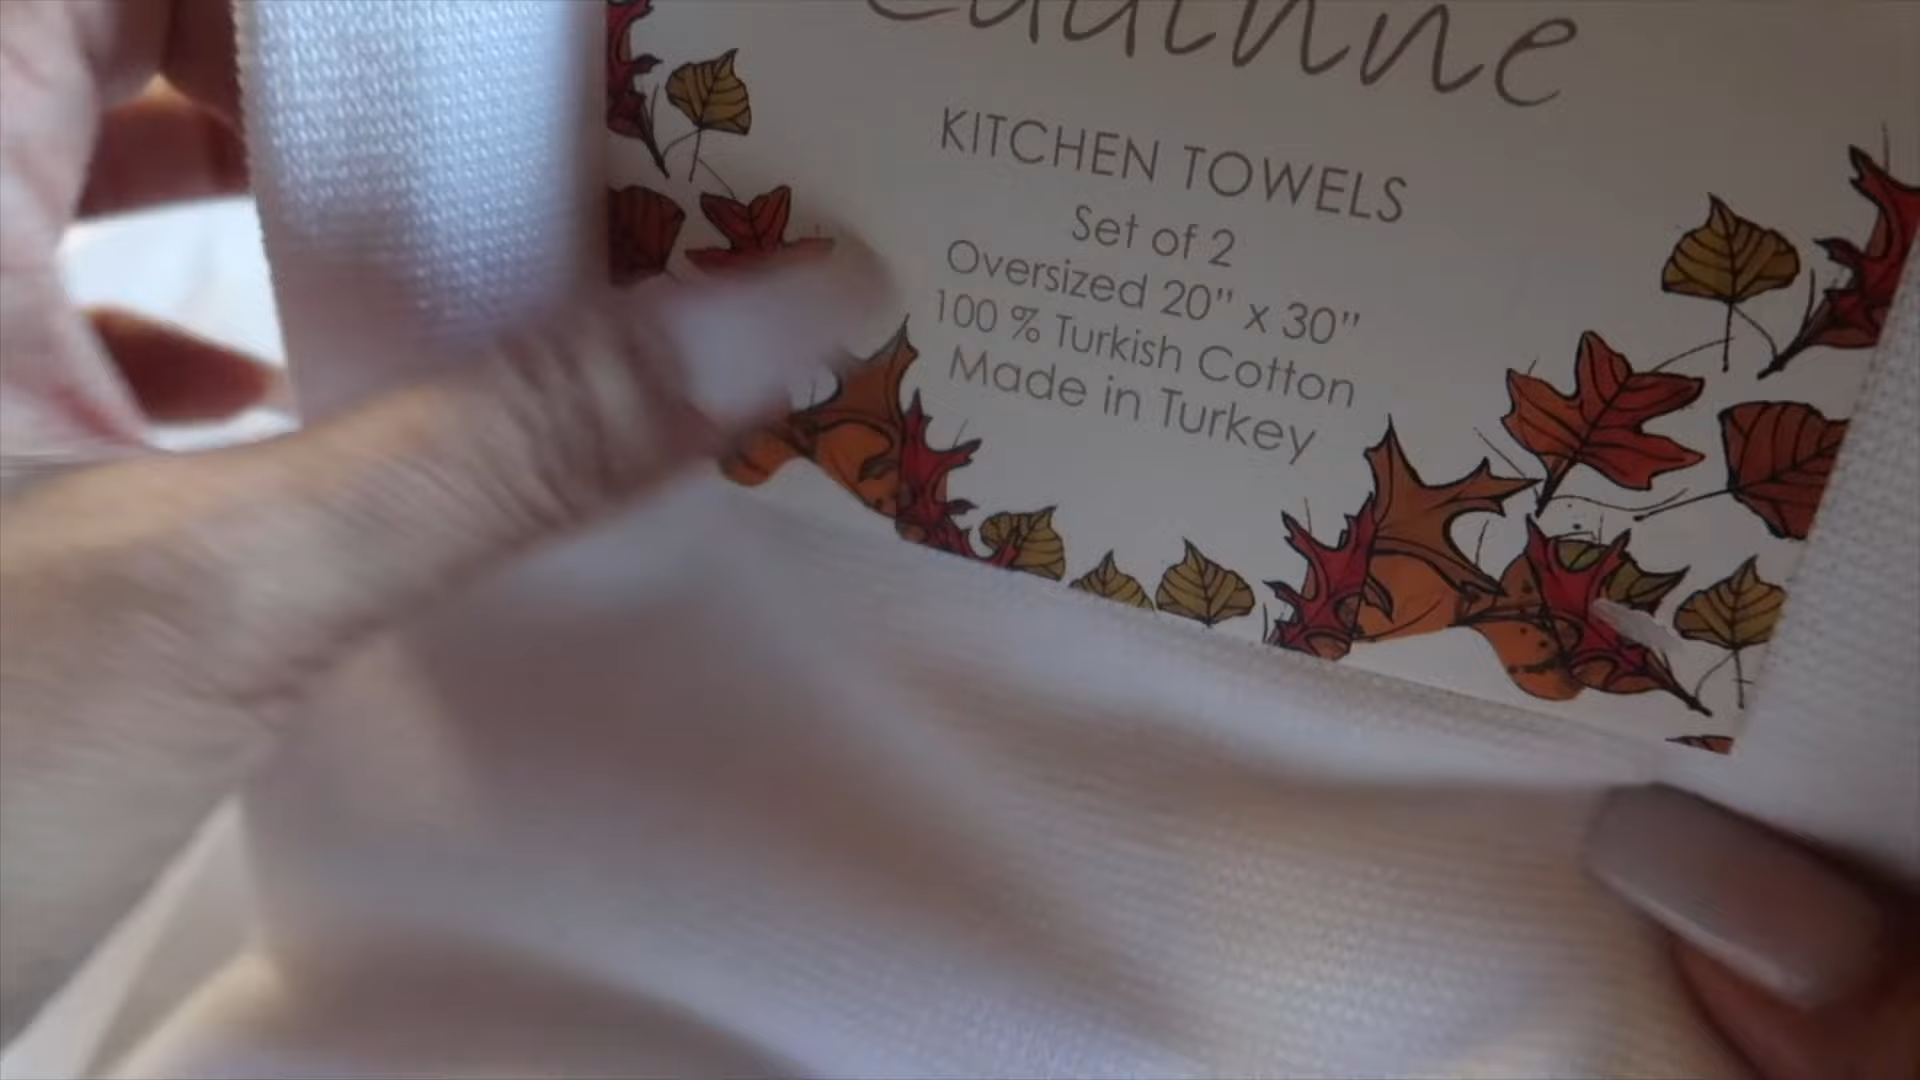 KITCHEN TOWELS
Set of 2
Oversized 20" x 30"
100 % Turkish Cotton
Made in Turkey